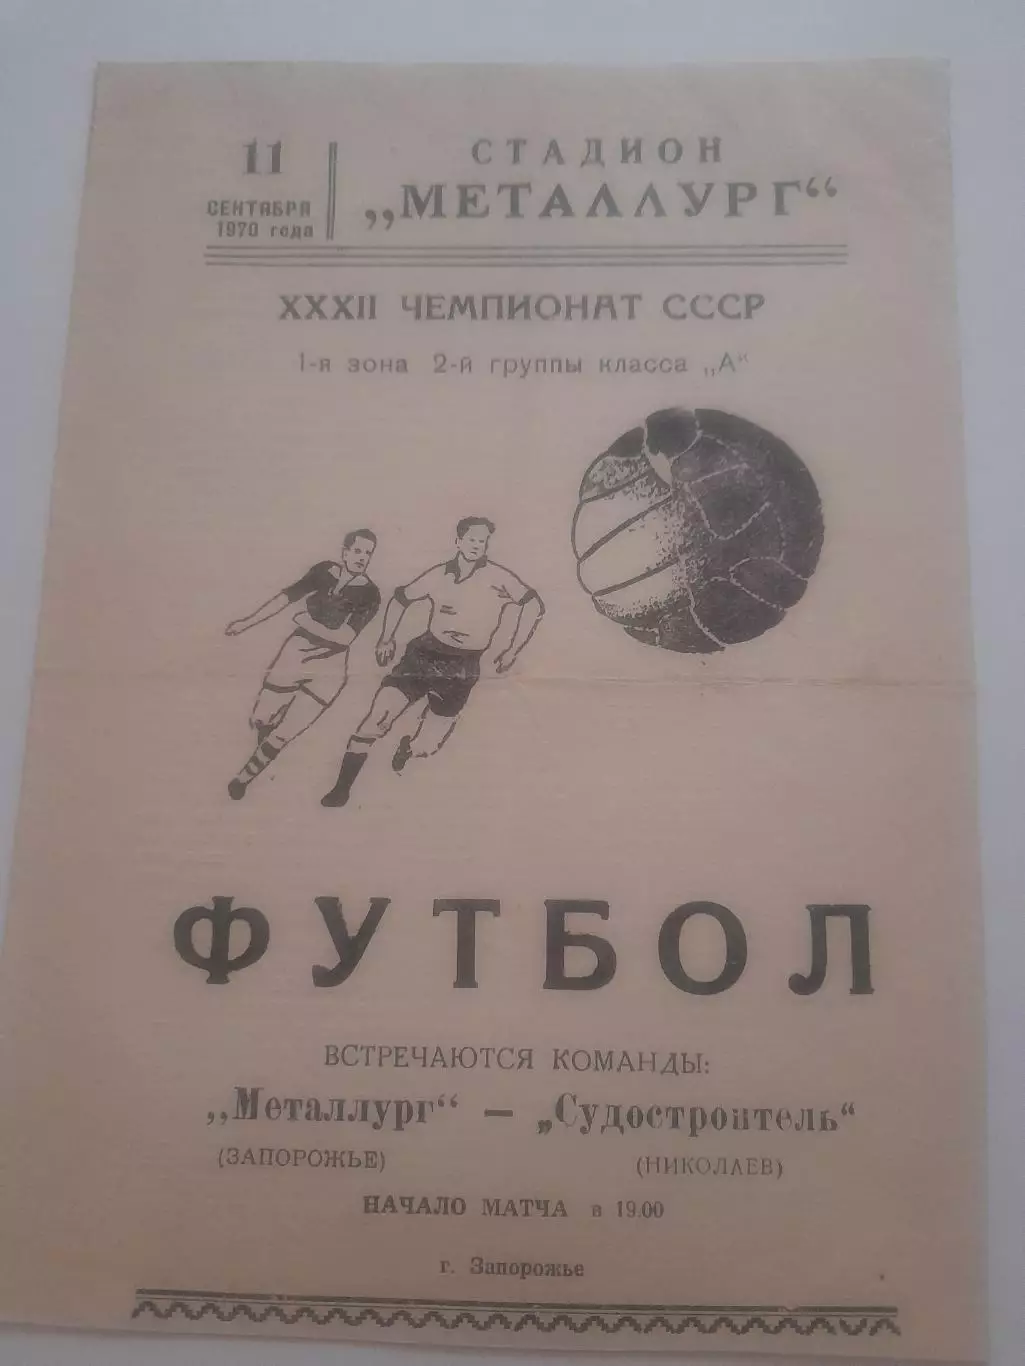 11
СЕНТЯБРЯ
1970 года
СТАДИОН
„МЕТАЛЛУРГ“
XXXII ЧЕМПИОНАТ СССР
1-я зона 2-й группы класса „А“
ФУТБОЛ
ВСТРЕЧАЮТСЯ КОМАНДЫ:
„Металлург“ — „Судостроитель“
(ЗАПОРОЖЬЕ) (НИКОЛАЕВ)
НАЧАЛО МАТЧА в 19.00
г. Запорожье